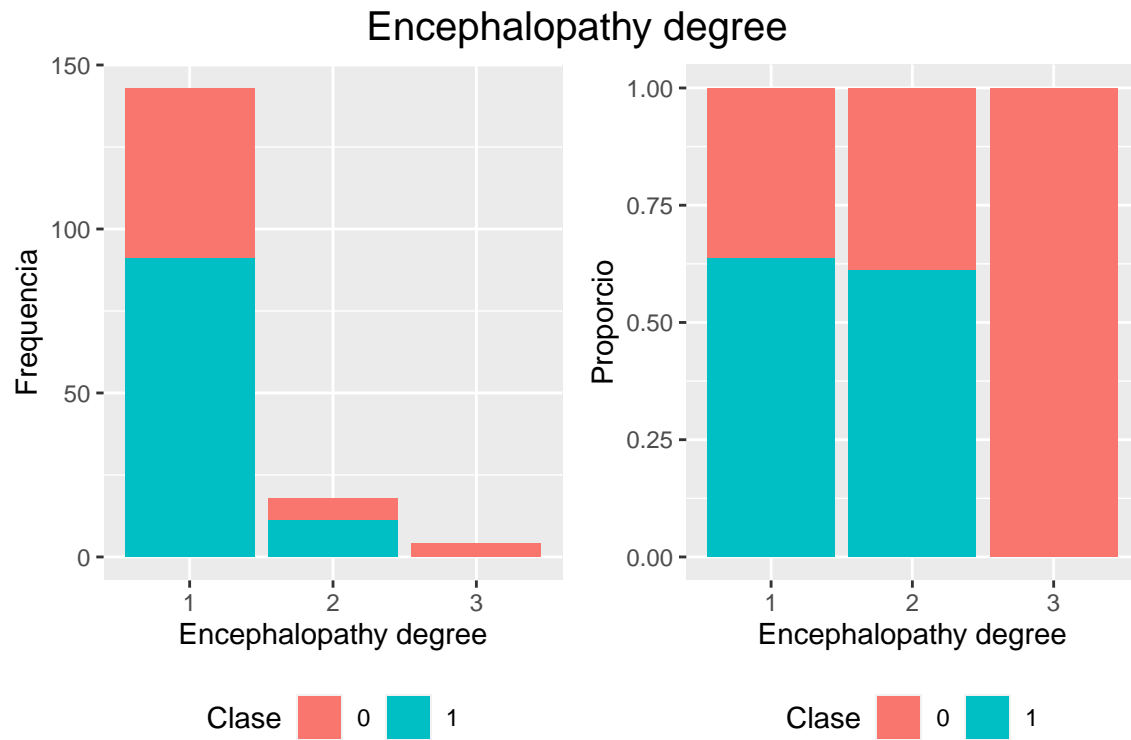 Encephalopathy degree
Frequencia
150
100
50
0
1 2 3
Encephalopathy degree
Clase 0 1
Proporcio
1.00
0.75
0.50
0.25
0.00
1 2 3
Encephalopathy degree
Clase 0 1